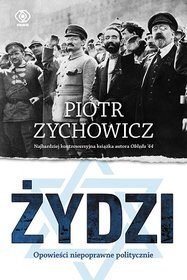 PIOTR
ZYCHOWICZ
Najbardziej kontrowersyjna książka autora Obłędu '44
ŻYDZI
Opowieści niepoprawne politycznie